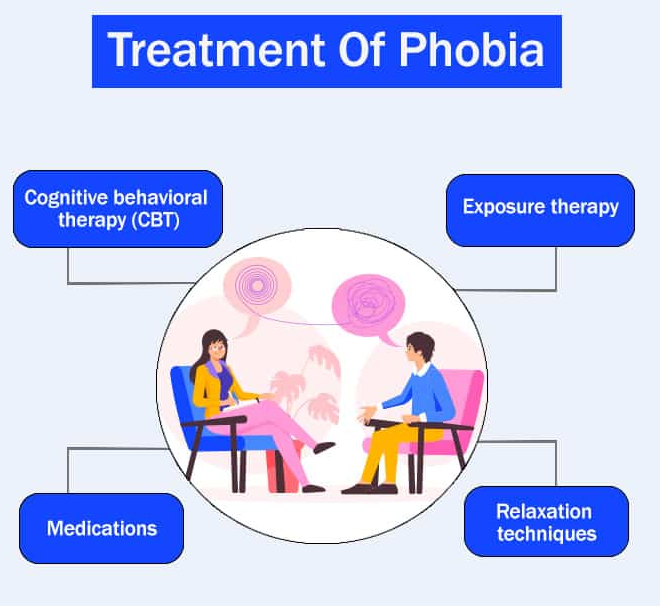 Treatment Of Phobia
Cognitive behavioral
therapy (CBT)
Exposure therapy
Medications
Relaxation
techniques